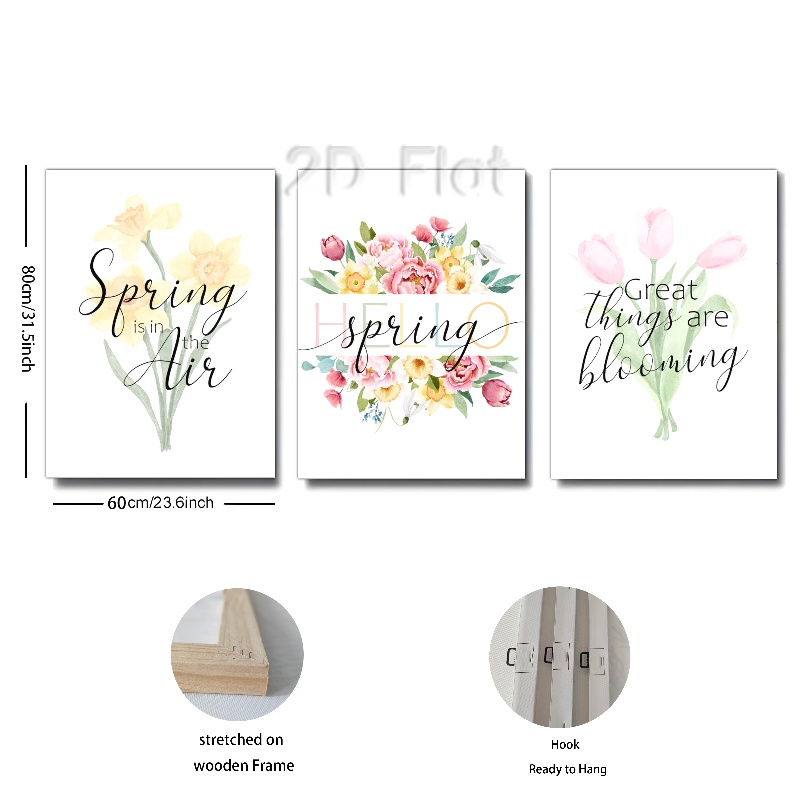 2D Flat
80cm/31.5inch
Spring
is in
the
Air
HELLO
spring
Great
things are
blooming
60cm/23.6inch
stretched on
wooden Frame
Hook
Ready to Hang